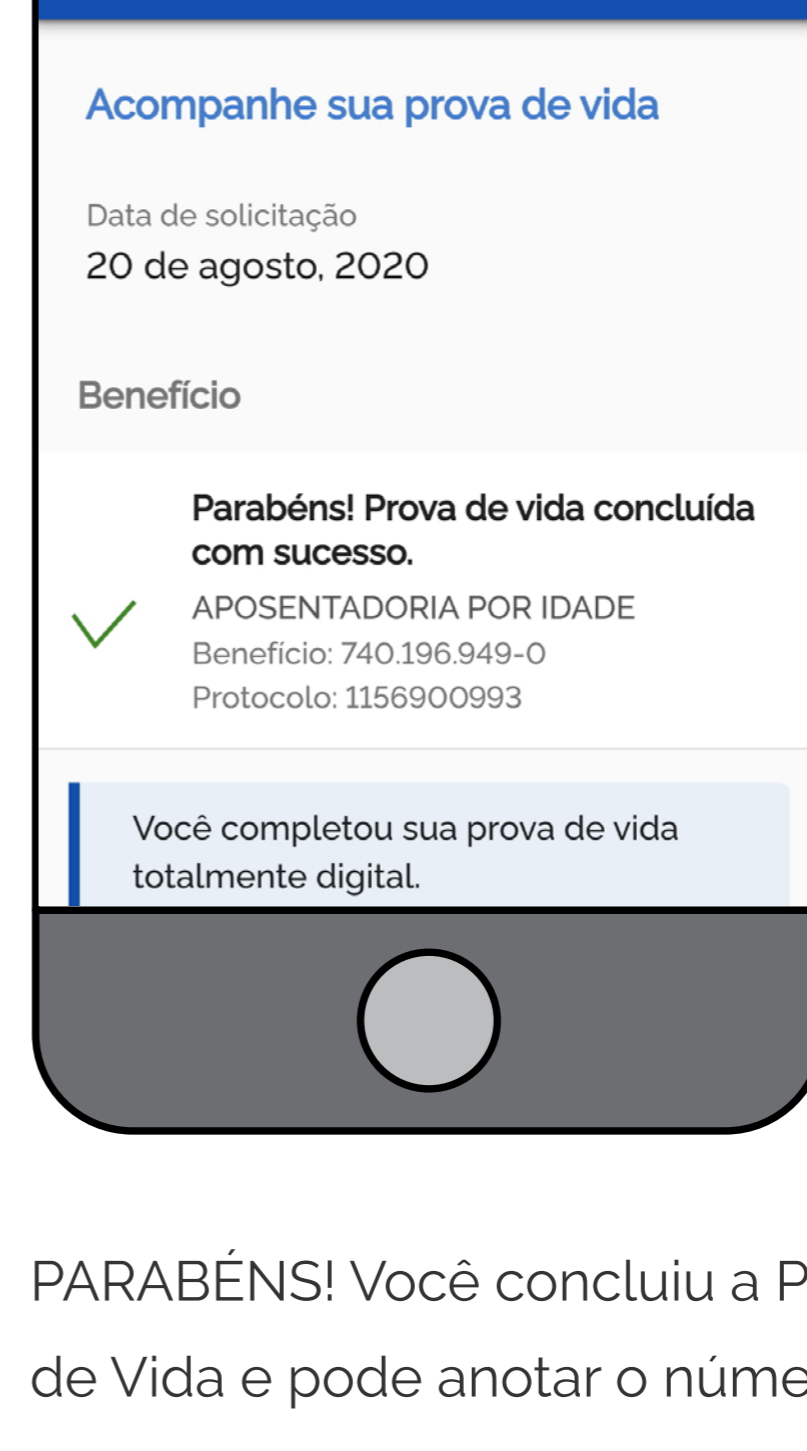 Acompanhe sua prova de vida
Data de solicitação
20 de agosto, 2020
Benefício
Parabéns! Prova de vida concluída
com sucesso.
APOSENTADORIA POR IDADE
Benefício: 740.196.949-0
Protocolo: 1156900993
Você completou sua prova de vida
totalmente digital.
PARABÉNS! Você concluiu a P
de Vida e pode anotar o núme